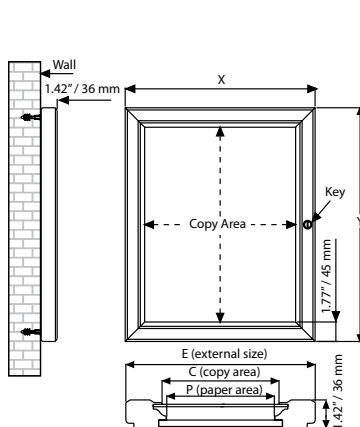 Wall
1.42” / 36 mm
X
Key
Copy Area
Y
1.77” / 45 mm
E (external size)
C (copy area)
P (paper area)
1.42” / 36 mm